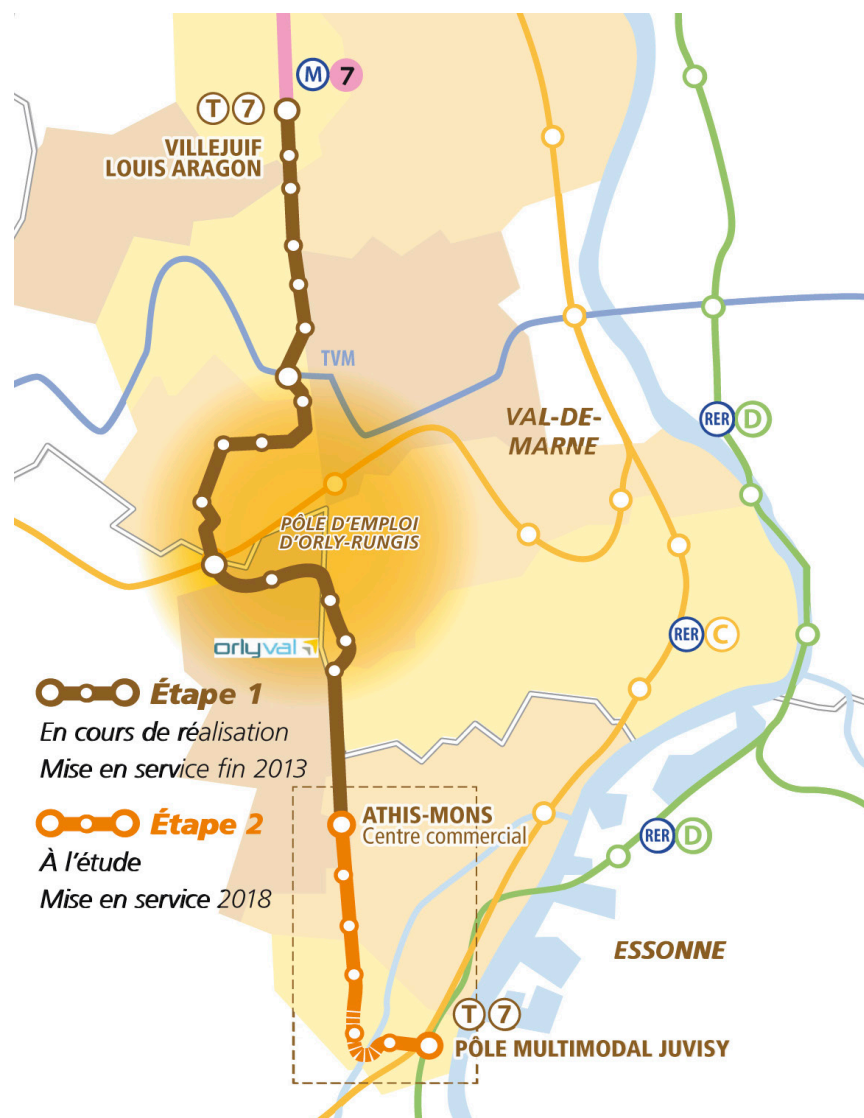 M 7
T 7
VILLEJUIF
LOUIS ARAGON
TVM
VAL-DE-
MARNE
RER D
PÔLE D'EMPLOI
D'ORLY-RUNGIS
orlyval
RER C
Étape 1
En cours de réalisation
Mise en service fin 2013
ATHIS-MONS
Centre commercial
Étape 2
À l'étude
Mise en service 2018
RER D
ESSONNE
T 7
PÔLE MULTIMODAL JUVISY